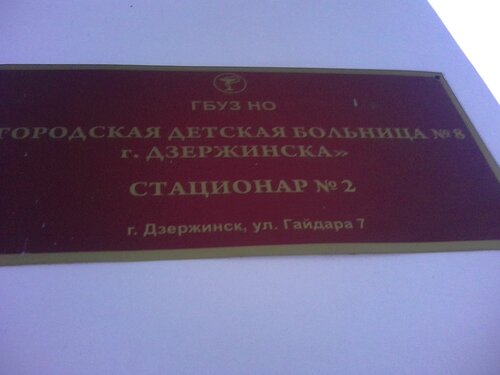 ГБУЗ НО
ГОРОДСКАЯ ДЕТСКАЯ БОЛЬНИЦА № 8
г. ДЗЕРЖИНСКА»
СТАЦИОНАР № 2
г. Дзержинск, ул. Гайдара 7